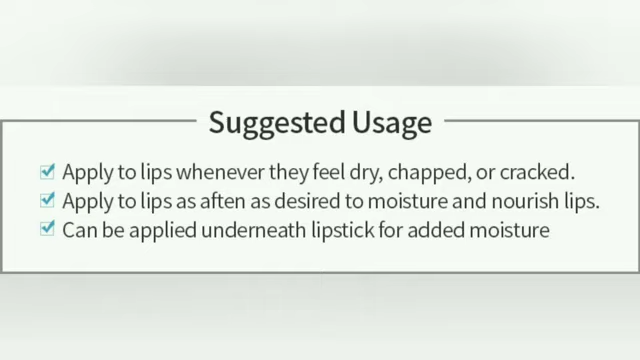 Suggested Usage
Apply to lips whenever they feel dry, chapped, or cracked.
Apply to lips as aften as desired to moisture and nourish lips.
Can be applied underneath lipstick for added moisture